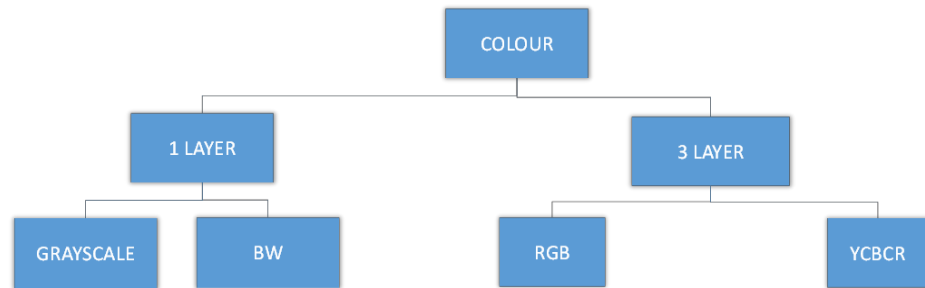 COLOUR
1 LAYER
3 LAYER
GRAYSCALE
BW
RGB
YCBCR